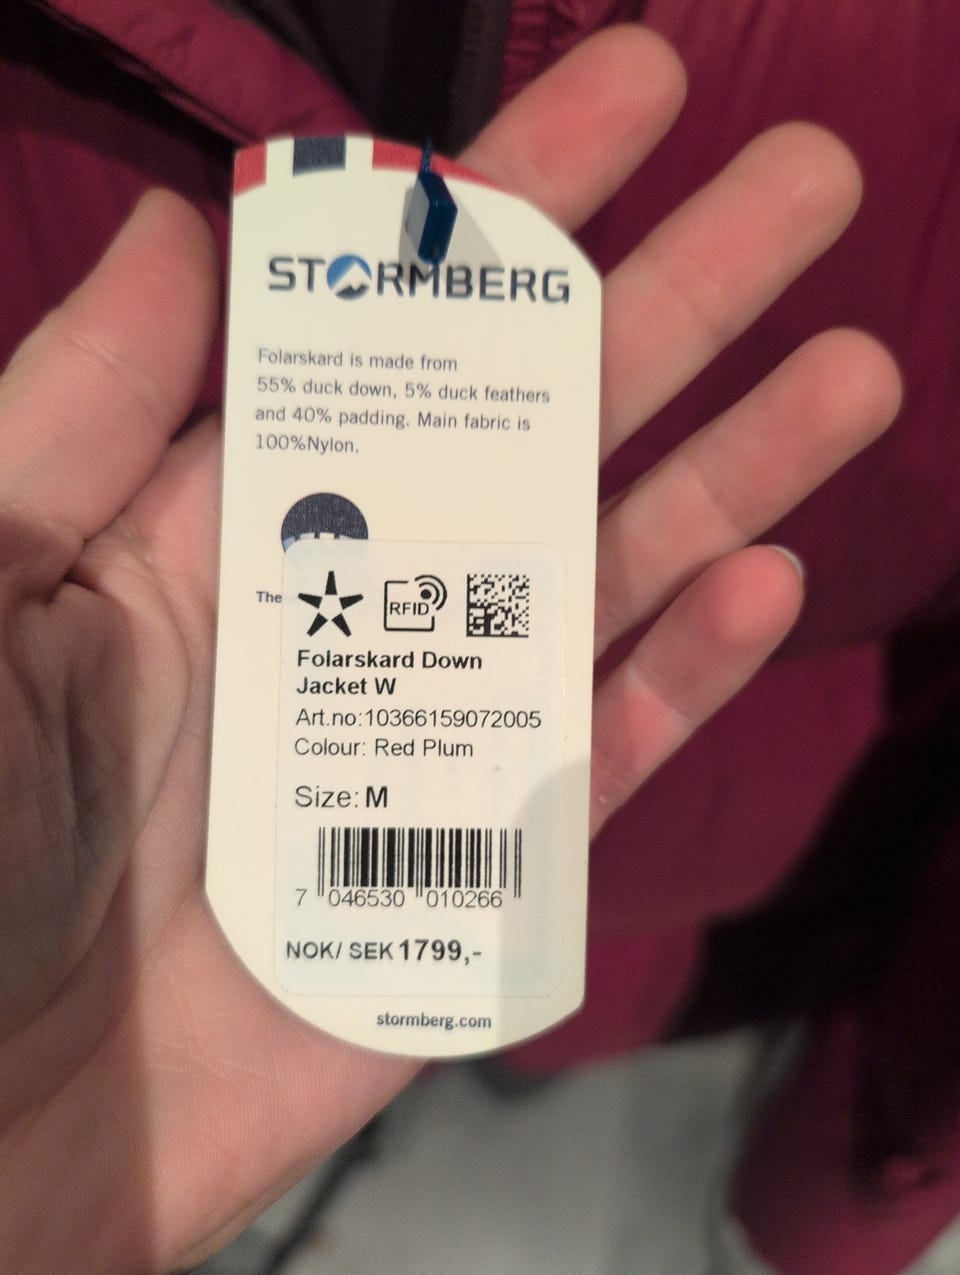 STORMBERG
Folarskard is made from
55% duck down, 5% duck feathers
and 40% padding. Main fabric is
100%Nylon.
The
RFID
Folarskard Down
Jacket W
Art.no:10366159072005
Colour: Red Plum
Size: M
7 046530 010266
NOK/ SEK 1799,-
stormberg.com